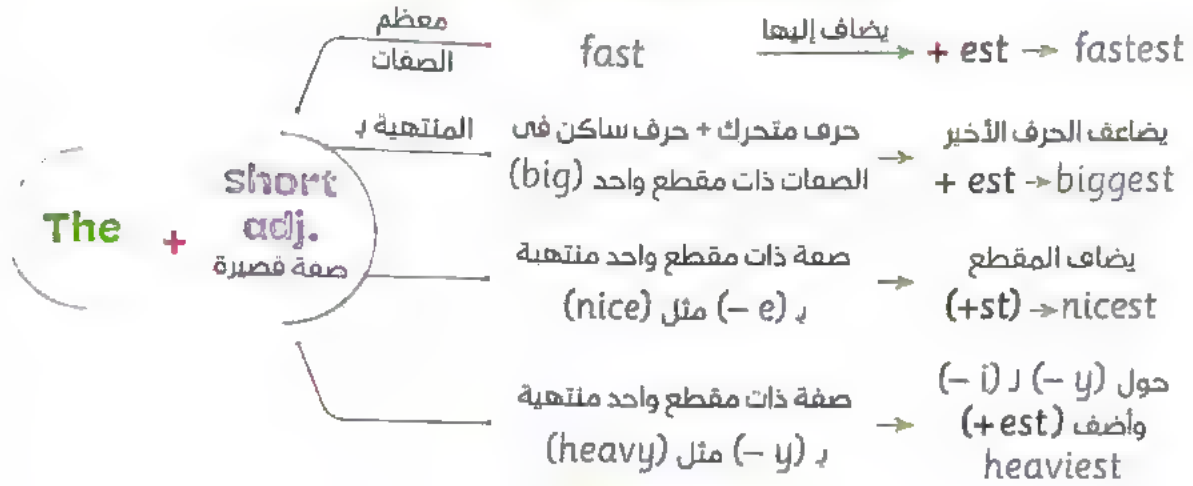 The + short adj.
صفة قصيرة
معظم الصفات
fast
يضاف إليها
+ est → fastest
المنتهية بـ
حرف متحرك + حرف ساكن فى
الصفات ذات مقطع واحد (big)
→
يضاعف الحرف الأخير
+ est → biggest
صفة ذات مقطع واحد منتهية
بـ (– e) مثل (nice)
→
يضاف المقطع
(+st) → nicest
صفة ذات مقطع واحد منتهية
بـ (– y) مثل (heavy)
→
حول (– y) لـ (– i)
وأضف (+ est)
heaviest